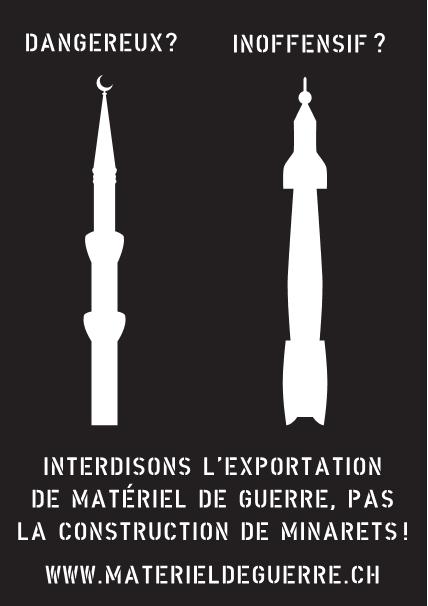 DANGEREUX?
INOFFENSIF ?
INTERDISONS L'EXPORTATION
DE MATÉRIEL DE GUERRE, PAS
LA CONSTRUCTION DE MINARETS!
WWW.MATERIELDEGUERRE.CH